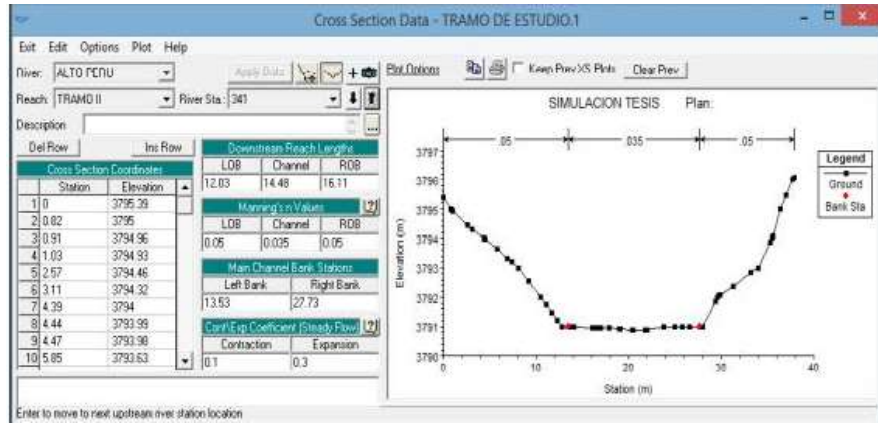 Cross Section Data - TRAMO DE ESTUDIO.1
Exit Edit Options Plot Help
River: ALTO PERU
Apply Data
Plot Options
Keep Prev XS Plots
Clear Prev
Reach: TRAMO II
River Sta.: 341
Description
Del Row
Ins Row
Cross Section Coordinates
Station Elevation
1 0 3795.39
2 0.82 3795
3 0.91 3794.96
4 1.03 3794.93
5 2.57 3794.46
6 3.11 3794.32
7 4.39 3794
8 4.44 3793.99
9 4.47 3793.98
10 5.85 3793.63
Downstream Reach Lengths
LOB Channel ROB
12.03 14.48 16.11
Manning's n Values
LOB Channel ROB
0.05 0.035 0.05
Main Channel Bank Stations
Left Bank Right Bank
13.53 27.73
Cont\Exp Coefficient (Steady Flow)
Contraction Expansion
0.1 0.3
Enter to move to next upstream river station location
SIMULACION TESIS Plan:
.05 .035 .05
Elevation (m)
3797
3796
3795
3794
3793
3792
3791
3790
0 10 20 30 40
Station (m)
Legend
Ground
Bank Sta